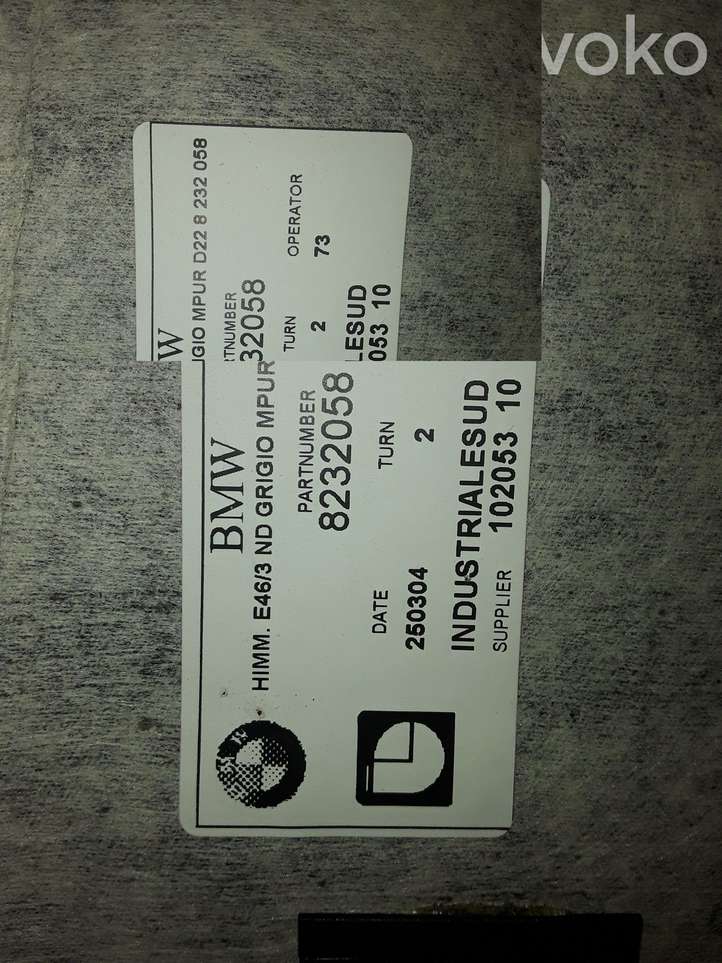 voko
W
IGIO MPUR D22 8 232 058
RTNUMBER
32058
TURN
OPERATOR
2
73
LESUD
053 10
BMW
HIMM. E46/3 ND GRIGIO MPUR
PARTNUMBER
8232058
DATE
TURN
250304
2
INDUSTRIALESUD
SUPPLIER 102053 10